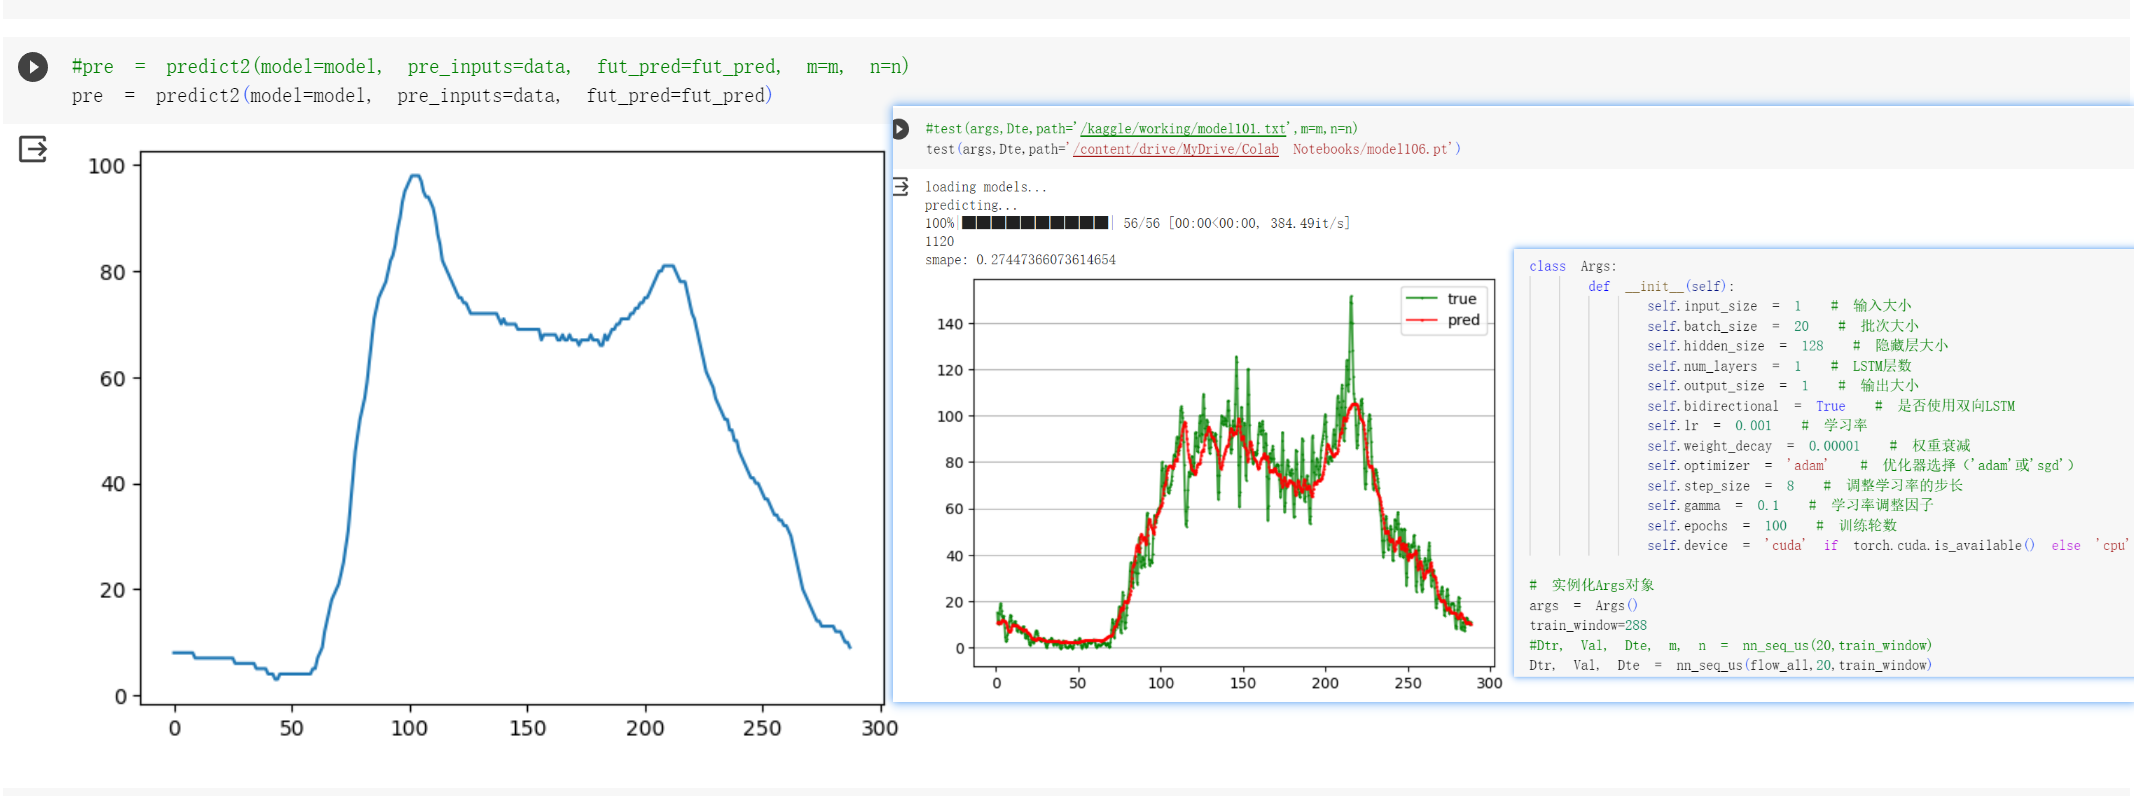 #pre = predict2(model=model, pre_inputs=data, fut_pred=fut_pred, m=m, n=n)
pre = predict2(model=model, pre_inputs=data, fut_pred=fut_pred)
100
80
60
40
20
0
0 50 100 150 200 250 300
#test(args,Dte,path='/kaggle/working/model101.txt',m=m,n=n)
test(args,Dte,path='/content/drive/MyDrive/Colab Notebooks/model106.pt')
loading models...
predicting...
100%| | 56/56 [00:00<00:00, 384.49it/s]
1120
smape: 0.27447366073614654
true
pred
140
120
100
80
60
40
20
0
0 50 100 150 200 250 300
class Args:
def __init__(self):
self.input_size = 1 # 输入大小
self.batch_size = 20 # 批次大小
self.hidden_size = 128 # 隐藏层大小
self.num_layers = 1 # LSTM层数
self.output_size = 1 # 输出大小
self.bidirectional = True # 是否使用双向LSTM
self.lr = 0.001 # 学习率
self.weight_decay = 0.00001 # 权重衰减
self.optimizer = 'adam' # 优化器选择（'adam'或'sgd'）
self.step_size = 8 # 调整学习率的步长
self.gamma = 0.1 # 学习率调整因子
self.epochs = 100 # 训练轮数
self.device = 'cuda' if torch.cuda.is_available() else 'cpu'
# 实例化Args对象
args = Args()
train_window=288
#Dtr, Val, Dte, m, n = nn_seq_us(20,train_window)
Dtr, Val, Dte = nn_seq_us(flow_all,20,train_window)